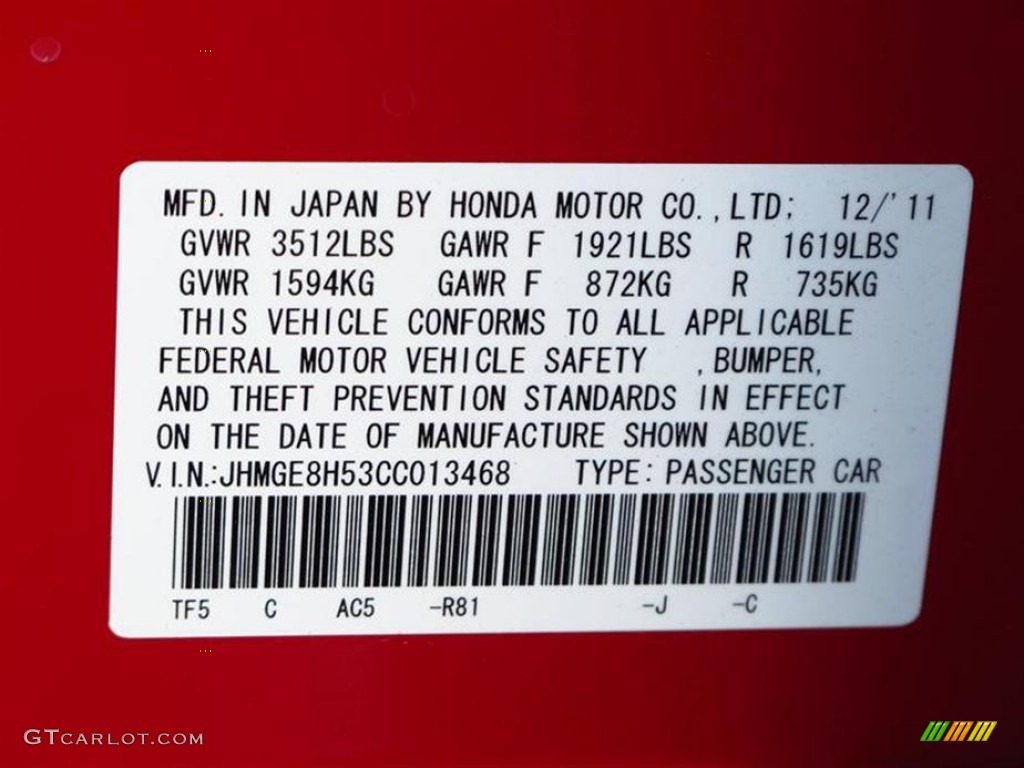 MFD. IN JAPAN BY HONDA MOTOR CO., LTD; 12/'11
GVWR 3512LBS GAWR F 1921LBS R 1619LBS
GVWR 1594KG GAWR F 872KG R 735KG
THIS VEHICLE CONFORMS TO ALL APPLICABLE
FEDERAL MOTOR VEHICLE SAFETY , BUMPER,
AND THEFT PREVENTION STANDARDS IN EFFECT
ON THE DATE OF MANUFACTURE SHOWN ABOVE.
V.I.N.:JHMGE8H53CC013468 TYPE: PASSENGER CAR
TF5 C AC5 -R81 -J -C
GTCARLOT.COM